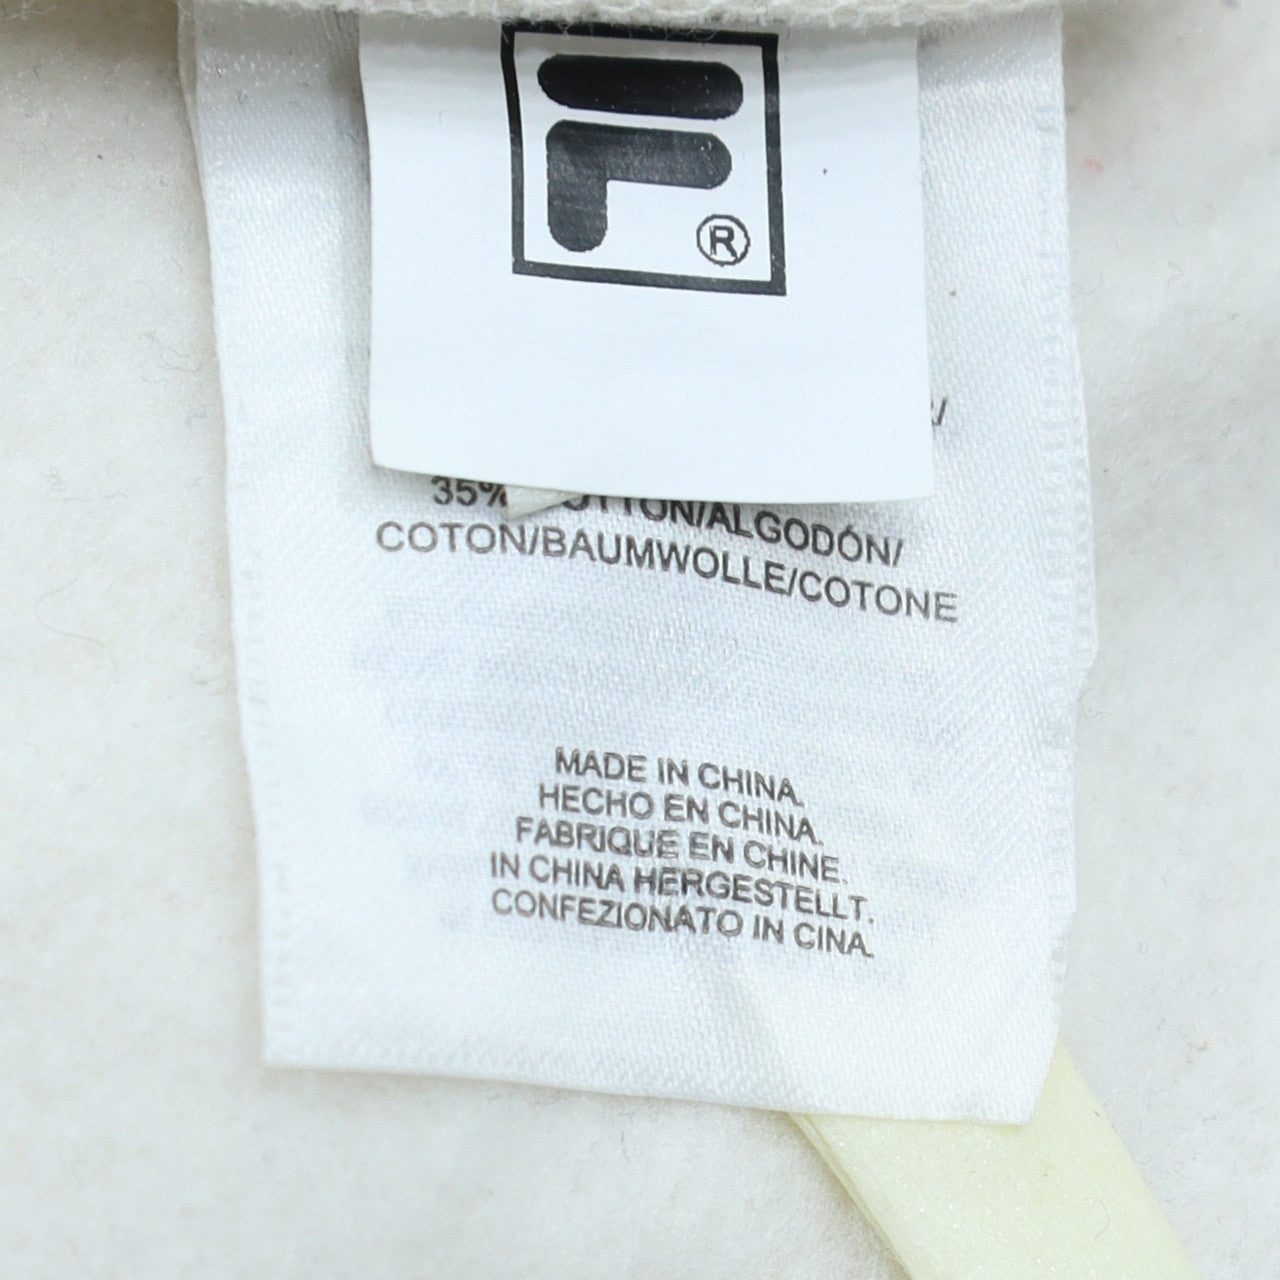 F
®
35% COTTON/ALGODÓN/
COTON/BAUMWOLLE/COTONE
MADE IN CHINA.
HECHO EN CHINA.
FABRIQUE EN CHINE.
IN CHINA HERGESTELLT.
CONFEZIONATO IN CINA.